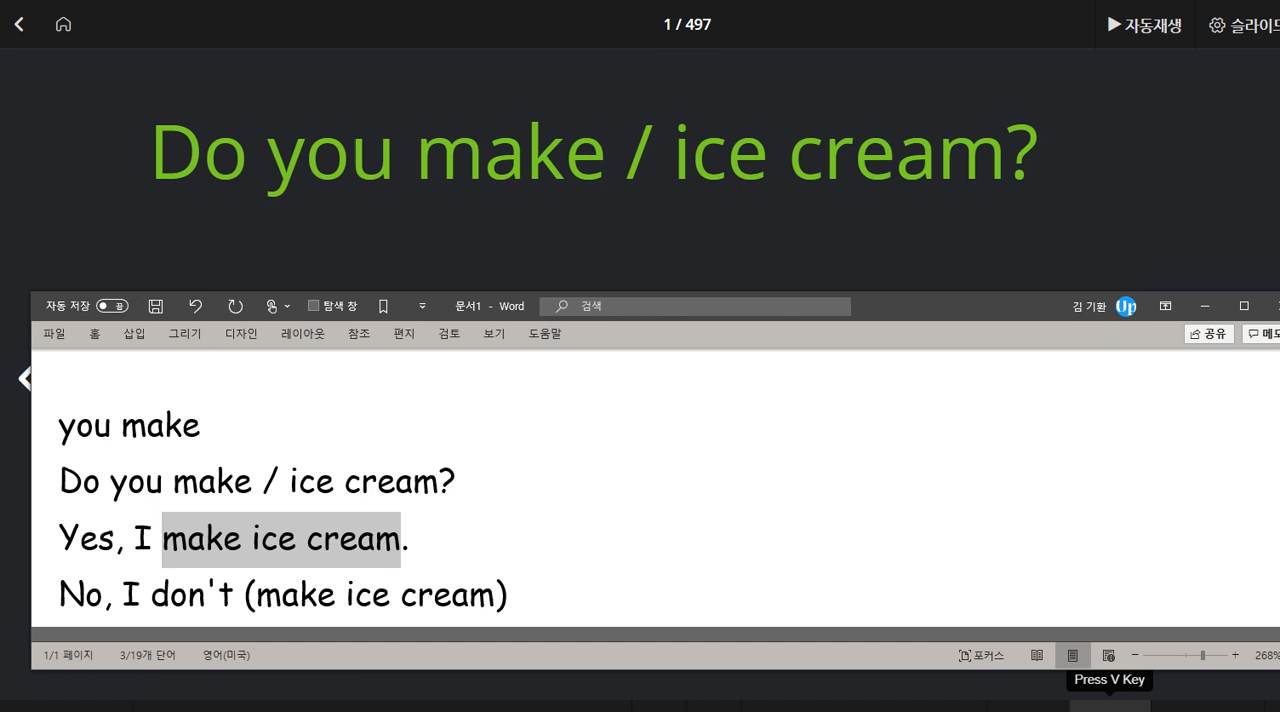 1 / 497
자동재생
슬라이드
Do you make / ice cream?
자동 저장 끔
탐색 창
문서1 - Word
검색
김 기환
Up
파일 홈 삽입 그리기 디자인 레이아웃 참조 편지 검토 보기 도움말
공유
you make
Do you make / ice cream?
Yes, I make ice cream.
No, I don't (make ice cream)
1/1 페이지 3/19개 단어 영어(미국)
포커스
268%
Press V Key